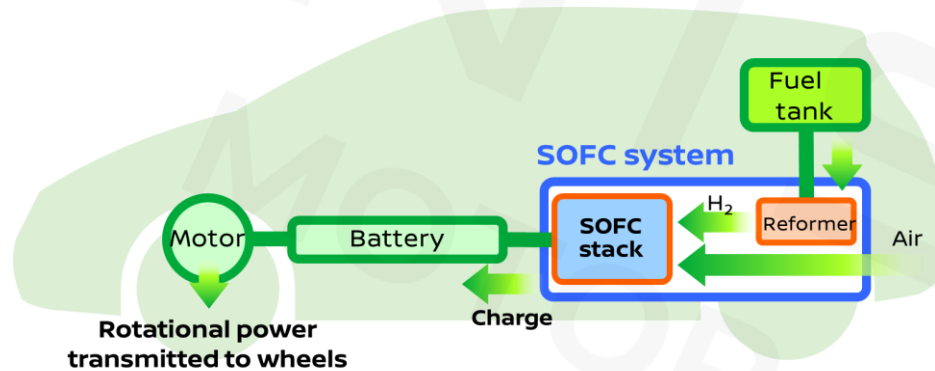 Fuel
tank
SOFC system
H₂
Reformer
SOFC
stack
Air
Motor
Battery
Charge
Rotational power
transmitted to wheels